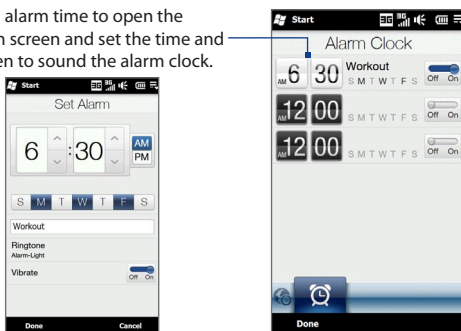 alarm time to open the
screen and set the time and
en to sound the alarm clock.
Start
Set Alarm
6 : 30 AM
PM
S M T W T F S
Workout
Ringtone
Alarm-Light
Vibrate
Off On
Done Cancel
Start
Alarm Clock
AM 6 30 Workout
S M T W T F S Off On
AM 12 00 S M T W T F S Off On
AM 12 00 S M T W T F S Off On
Done